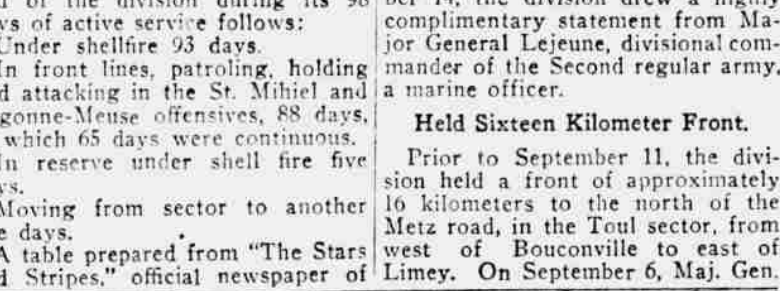 of the division during its 98
of active service follows:
Under shellfire 93 days.
In front lines, patroling, holding
attacking in the St. Mihiel and
gonne-Meuse offensives, 88 days,
which 65 days were continuous.
In reserve under shell fire five
Moving from sector to another
days.
A table prepared from "The Stars
Stripes," official newspaper of
the division drew a highly
complimentary statement from Ma-
jor General Lejeune, divisional com-
mander of the Second regular army,
a marine officer.
Held Sixteen Kilometer Front.
Prior to September 11, the divi-
sion held a front of approximately
16 kilometers to the north of the
Metz road, in the Toul sector, from
west of Bouconville to east of
Limey. On September 6, Maj. Gen.